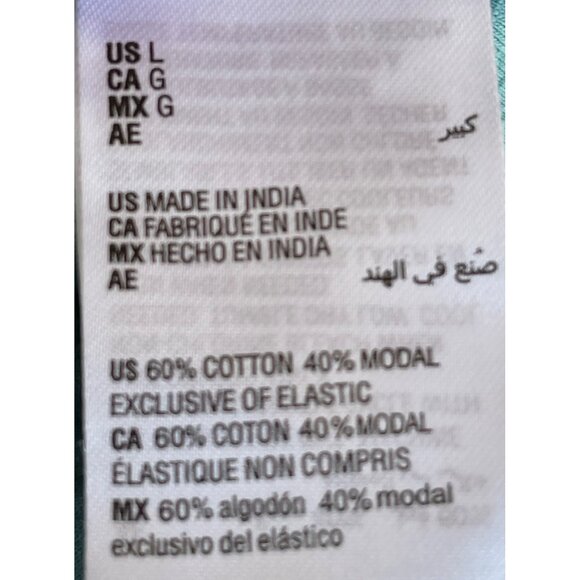 US L
CA G
MX G
AE كبير
US MADE IN INDIA
CA FABRIQUÉ EN INDE
MX HECHO EN INDIA
AE صُنع في الهند
US 60% COTTON 40% MODAL
EXCLUSIVE OF ELASTIC
CA 60% COTON 40% MODAL
ÉLASTIQUE NON COMPRIS
MX 60% algodón 40% modal
exclusivo del elástico